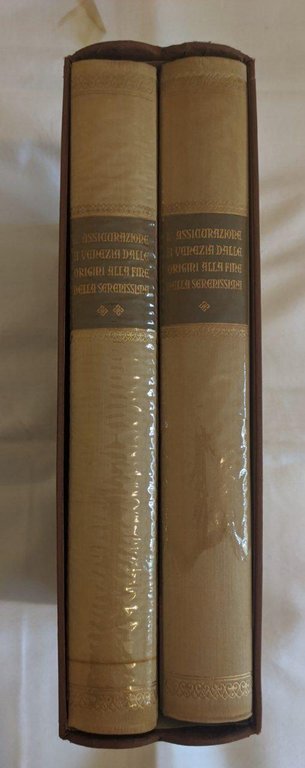 L'ASSICURAZIONE
A VENEZIA DALLE
ORIGINI ALLA FINE
DELLA SERENISSIMA
L'ASSICURAZIONE
A VENEZIA DALLE
ORIGINI ALLA FINE
DELLA SERENISSIMA